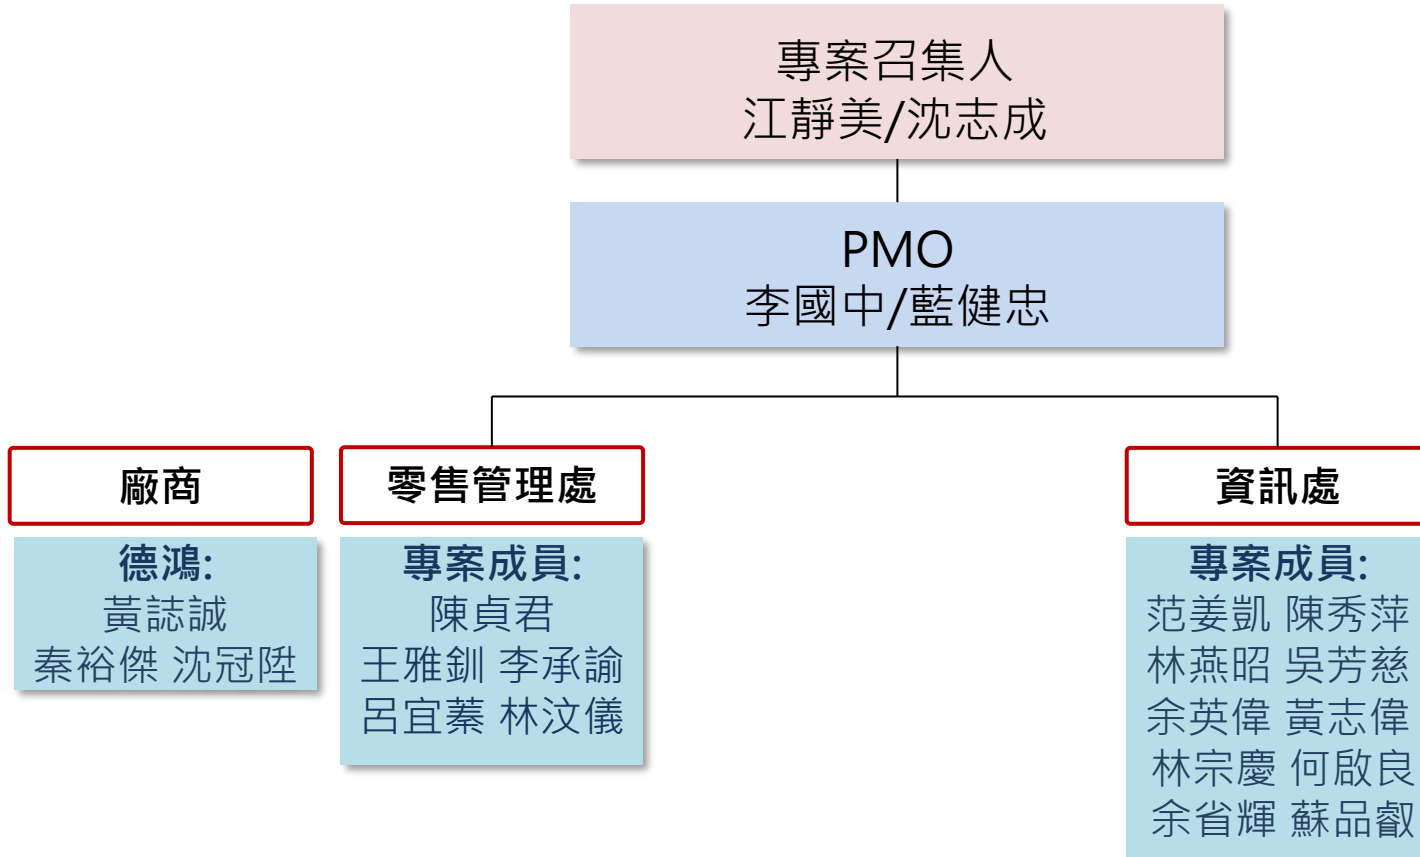 專案召集人
江靜美/沈志成
PMO
李國中/藍健忠
廠商
德鴻:
黃誌誠
秦裕傑 沈冠陞
零售管理處
專案成員:
陳貞君
王雅釧 李承諭
呂宜蓁 林汶儀
資訊處
專案成員:
范姜凱 陳秀萍
林燕昭 吳芳慈
余英偉 黃志偉
林宗慶 何啟良
余省輝 蘇品叡